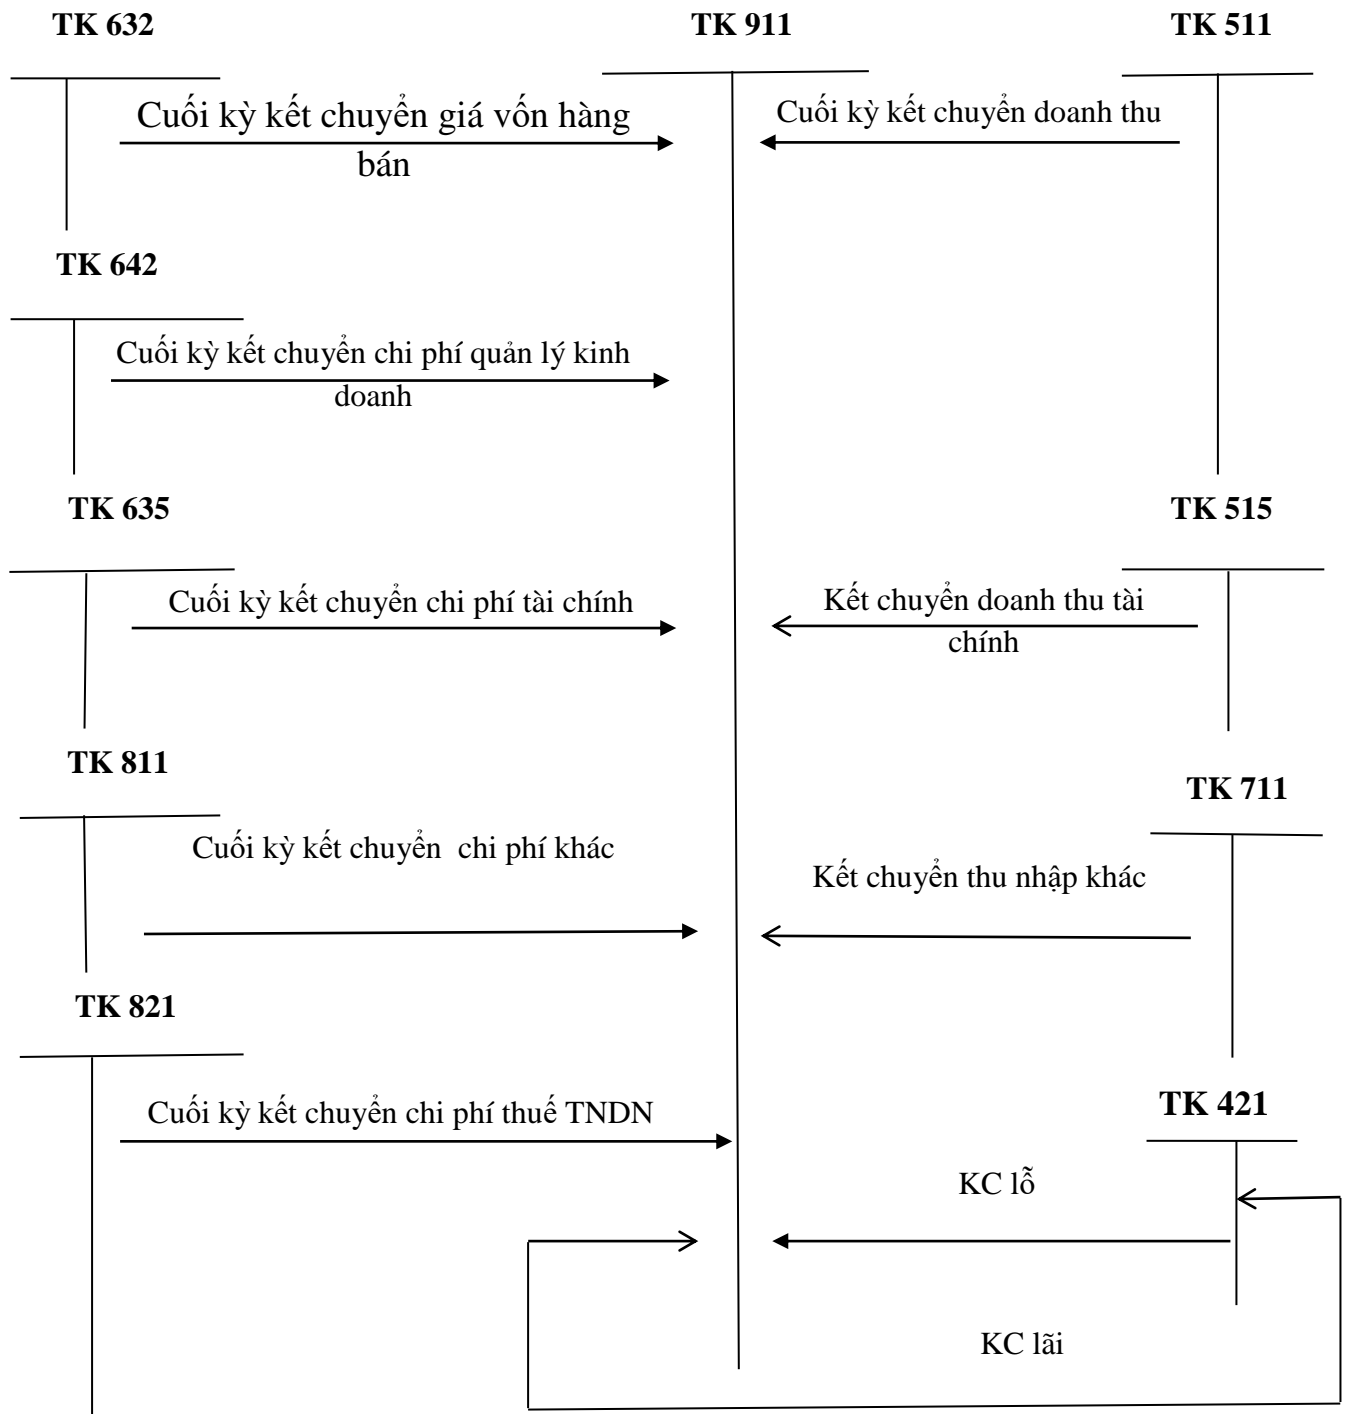 TK 632
TK 911
TK 511
Cuối kỳ kết chuyển giá vốn hàng
bán
Cuối kỳ kết chuyển doanh thu
TK 642
Cuối kỳ kết chuyển chi phí quản lý kinh
doanh
TK 635
TK 515
Cuối kỳ kết chuyển chi phí tài chính
Kết chuyển doanh thu tài
chính
TK 811
TK 711
Cuối kỳ kết chuyển  chi phí khác
Kết chuyển thu nhập khác
TK 821
TK 421
Cuối kỳ kết chuyển chi phí thuế TNDN
KC lỗ
KC lãi